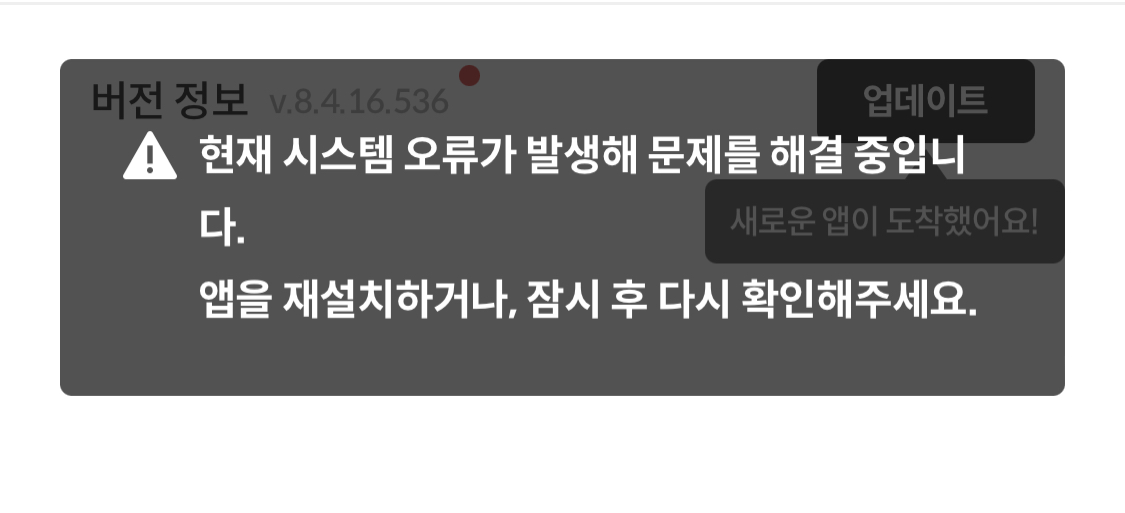 버전 정보 v.8.4.16.536 업데이트
현재 시스템 오류가 발생해 문제를 해결 중입니
다.
새로운 앱이 도착했어요!
앱을 재설치하거나, 잠시 후 다시 확인해주세요.